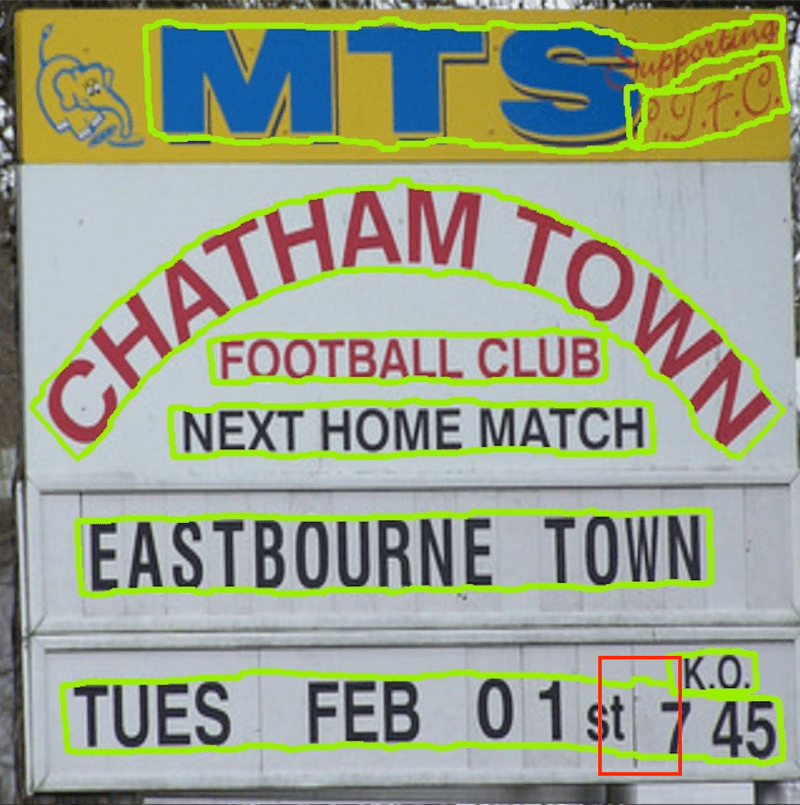 MTS Supporting
C.T.F.C.
CHATHAM TOWN
FOOTBALL CLUB
NEXT HOME MATCH
EASTBOURNE TOWN
K.O.
TUES FEB 01st 7 45